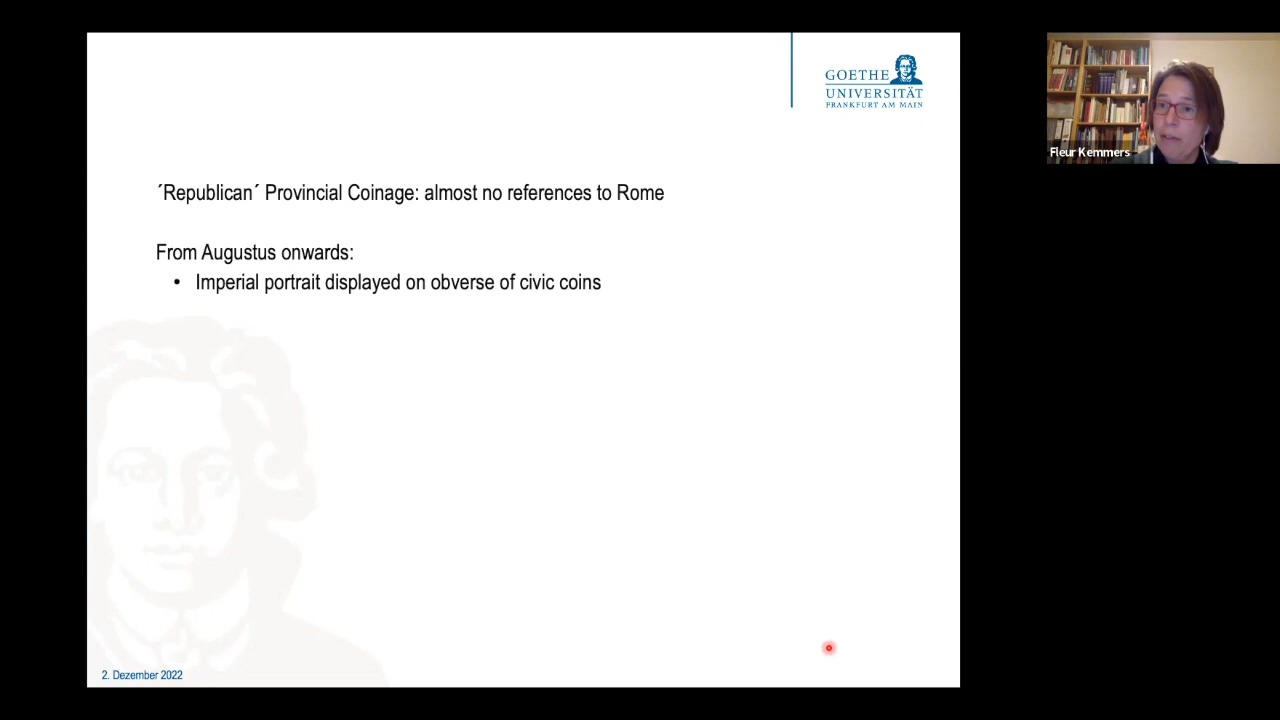 GOETHE
UNIVERSITÄT
FRANKFURT AM MAIN
Fleur Kemmers
´Republican´ Provincial Coinage: almost no references to Rome
From Augustus onwards:
• Imperial portrait displayed on obverse of civic coins
2. Dezember 2022